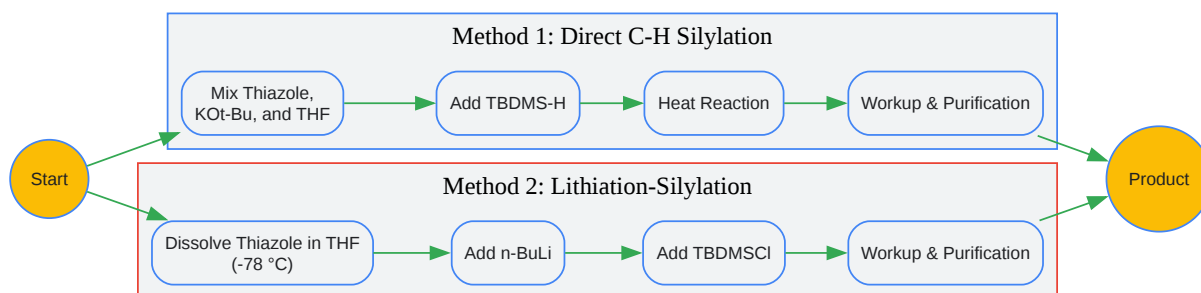 Method 1: Direct C-H Silylation
Mix Thiazole,
KOt-Bu, and THF
Add TBDMS-H
Heat Reaction
Workup & Purification
Start
Product
Method 2: Lithiation-Silylation
Dissolve Thiazole in THF
(-78 °C)
Add n-BuLi
Add TBDMSCl
Workup & Purification